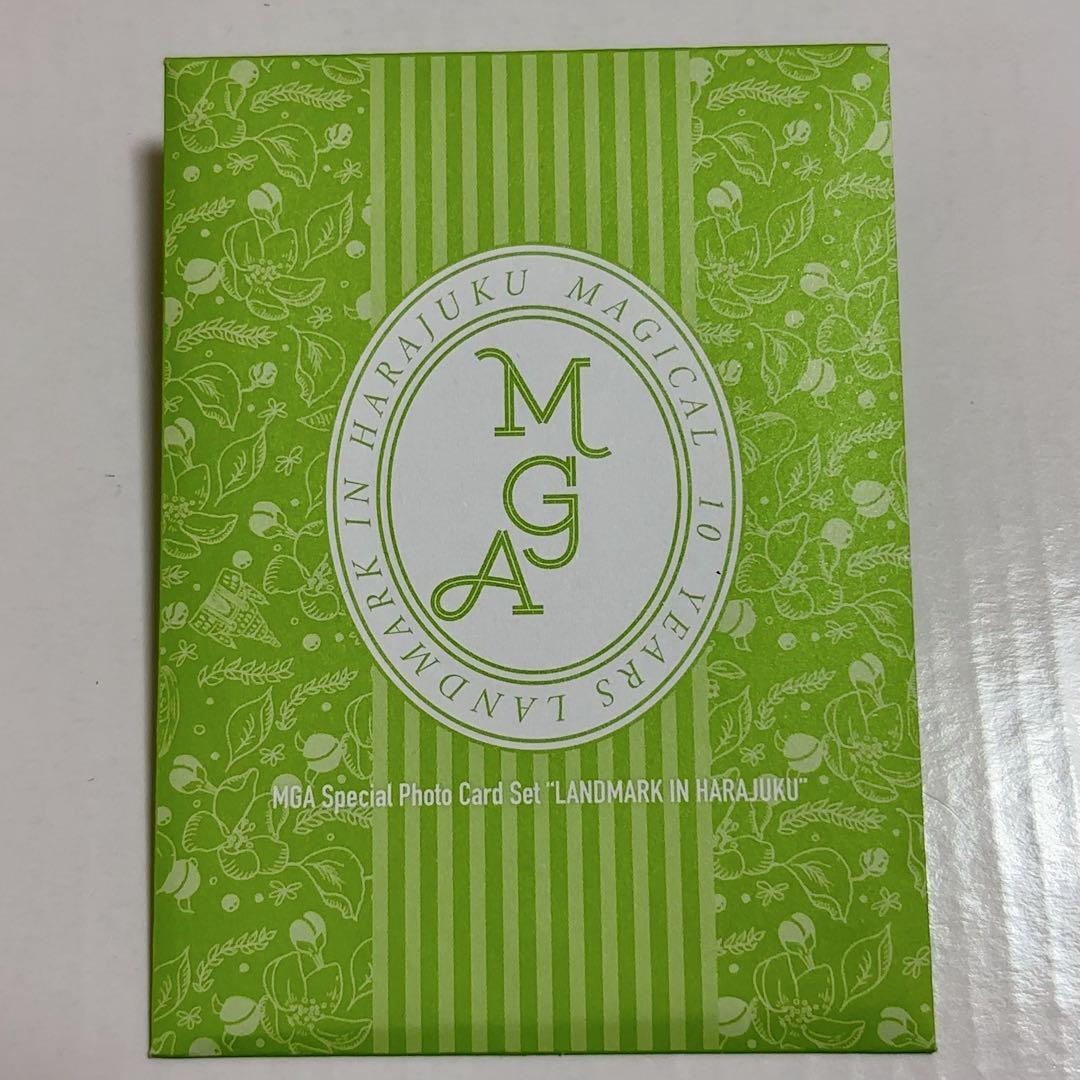 MAGICAL 10 YEARS LANDMARK IN HARAJUKU
M
G
A
MGA Special Photo Card Set "LANDMARK IN HARAJUKU"